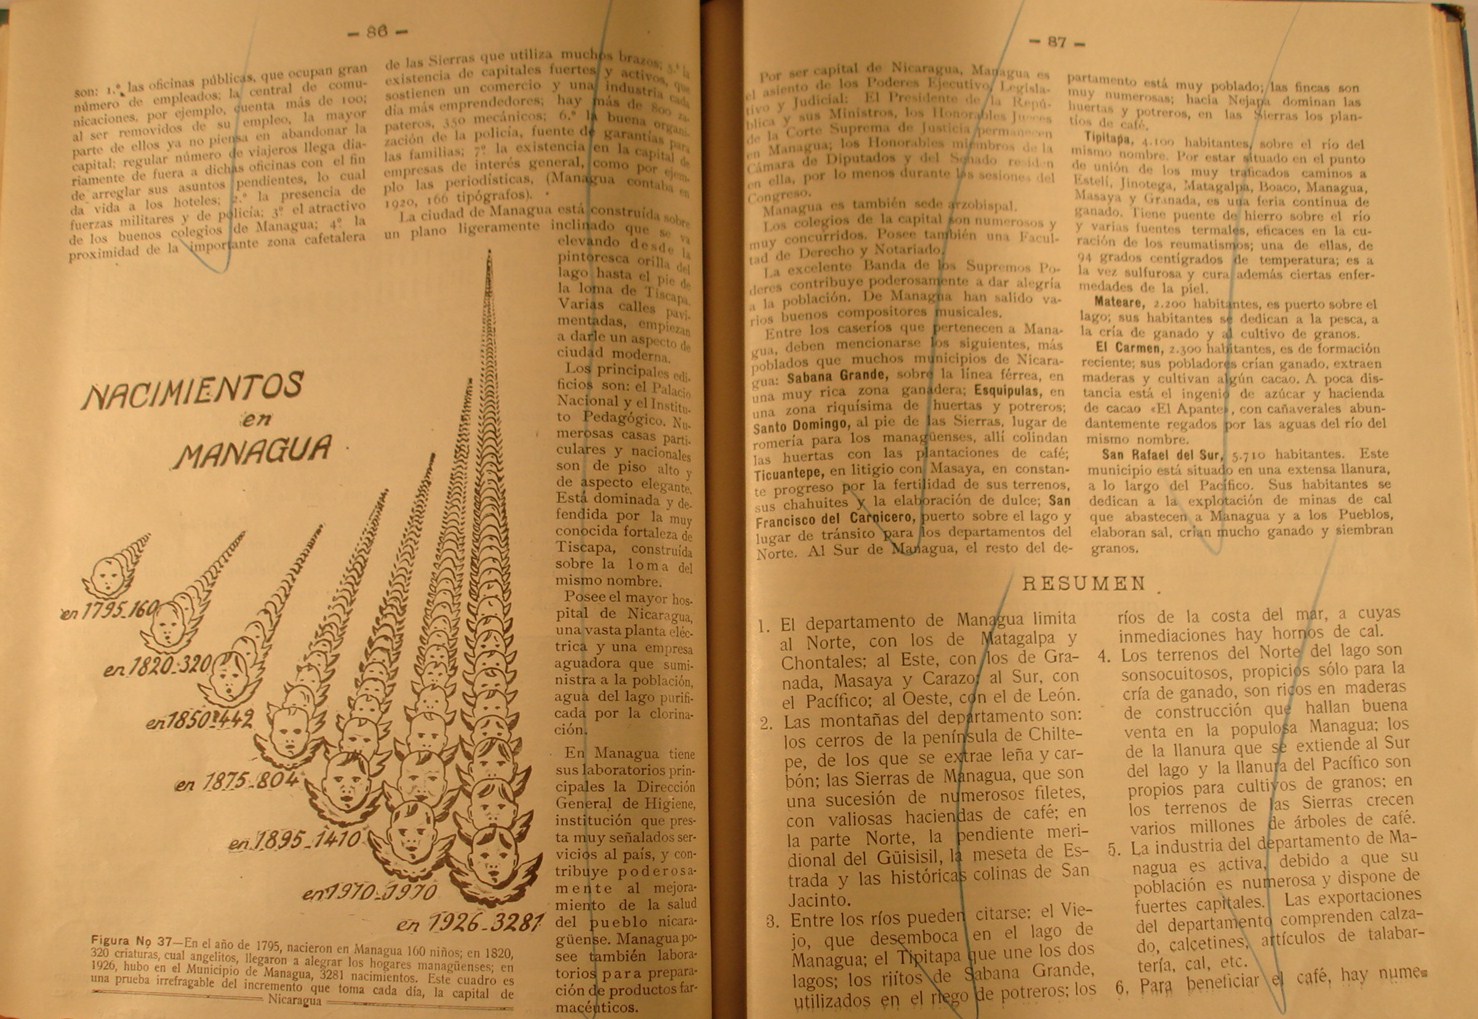 — 86 —
son: 1.ª las oficinas públicas, que ocupan gran
número de empleados; la central de comu-
nicaciones, por ejemplo, cuenta más de 100;
al ser removidos de su empleo, la mayor
parte de ellos ya no piensa en abandonar la
capital; regular número de viajeros llega dia-
riamente de fuera a dichas oficinas con el fin
de arreglar sus asuntos pendientes, lo cual
da vida a los hoteles; 2.ª la presencia de
fuerzas militares y de policía; 3º el atractivo
de los buenos colegios de Managua; 4ª la
proximidad de la importante zona cafetalera
de las Sierras que utiliza muchos brazos, 5.ª la
existencia de capitales fuertes y activos, que
sostienen un comercio y una industria cada
día más emprendedores; hay más de 800 za-
pateros, 350 mecánicos; 6.ª la buena organi-
zación de la policía, fuente de garantías para
las familias; 7ª la existencia en la capital de
empresas de interés general, como por ejem-
plo las periodísticas, (Managua contaba en
1920, 166 tipógrafos).
La ciudad de Managua está construída sobre
un plano ligeramente inclinado que se va
elevando desde la
pintoresca orilla del
lago hasta el pie de
la loma de Tiscapa.
Varias calles pavi-
mentadas, empiezan
a darle un aspecto de
ciudad moderna.
Los principales edi-
ficios son: el Palacio
Nacional y el Institu-
to Pedagógico. Nu-
merosas casas parti-
culares y nacionales
son de piso alto y
de aspecto elegante.
Está dominada y de-
fendida por la muy
conocida fortaleza de
Tiscapa, construída
sobre la loma del
mismo nombre.
Posee el mayor hos-
pital de Nicaragua,
una vasta planta eléc-
trica y una empresa
aguadora que sumi-
nistra a la población,
agua del lago purifi-
cada por la clorina-
ción.
En Managua tiene
sus laboratorios prin-
cipales la Dirección
General de Higiene,
institución que pres-
ta muy señalados ser-
vicios al país, y con-
tribuye poderosa-
mente al mejora-
miento de la salud
del pueblo nicara-
güense. Managua po-
see también labora-
torios para prepara-
ción de productos far-
macéuticos.
NACIMIENTOS
en
MANAGUA
en 1795-160
en 1820-320
en 1850-442
en 1875-804
en 1895-1410
en 1970-1970
en 1926-3281
Figura Nº 37—En el año de 1795, nacieron en Managua 160 niños; en 1820,
320 criaturas, cual angelitos, llegaron a alegrar los hogares managüenses; en
1926, hubo en el Municipio de Managua, 3281 nacimientos. Este cuadro es
una prueba irrefragable del incremento que toma cada día, la capital de
Nicaragua
— 87 —
Por ser capital de Nicaragua, Managua es
el asiento de los Poderes Ejecutivo, Legisla-
tivo y Judicial: El Presidente de la Repú-
blica y sus Ministros, los Honorables Jueces
de la Corte Suprema de Justicia permanecen
en Managua; los Honorables miembros de la
Cámara de Diputados y del Senado residen
en ella, por lo menos durante las sesiones del
Congreso.
Managua es también sede arzobispal.
Los colegios de la capital son numerosos y
muy concurridos. Posee también una Facul-
tad de Derecho y Notariado.
La excelente Banda de los Supremos Po-
deres contribuye poderosamente a dar alegría
a la población. De Managua han salido va-
rios buenos compositores musicales.
Entre los caseríos que pertenecen a Mana-
gua, deben mencionarse los siguientes, más
poblados que muchos municipios de Nicara-
gua: Sabana Grande, sobre la línea férrea, en
una muy rica zona ganadera; Esquipulas, en
una zona riquísima de huertas y potreros;
Santo Domingo, al pie de las Sierras, lugar de
romería para los managüenses, allí colindan
las huertas con las plantaciones de café;
Ticuantepe, en litigio con Masaya, en constan-
te progreso por la fertilidad de sus terrenos,
sus chahuites y la elaboración de dulce; San
Francisco del Carnicero, puerto sobre el lago y
lugar de tránsito para los departamentos del
Norte. Al Sur de Managua, el resto del de-
partamento está muy poblado; las fincas son
muy numerosas; hacia Nejapa dominan las
huertas y potreros, en las Sierras los plan-
tíos de café.
Tipitapa, 4.100 habitantes, sobre el río del
mismo nombre. Por estar situado en el punto
de unión de los muy traficados caminos a
Estelí, Jinotega, Matagalpa, Boaco, Managua,
Masaya y Granada, es una feria continua de
ganado. Tiene puente de hierro sobre el río
y varias fuentes termales, eficaces en la cu-
ración de los reumatismos; una de ellas, de
94 grados centígrados de temperatura; es a
la vez sulfurosa y cura además ciertas enfer-
medades de la piel.
Mateare, 2.200 habitantes, es puerto sobre el
lago; sus habitantes se dedican a la pesca, a
la cría de ganado y al cultivo de granos.
El Carmen, 2.300 habitantes, es de formación
reciente; sus pobladores crían ganado, extraen
maderas y cultivan algún cacao. A poca dis-
tancia está el ingenio de azúcar y hacienda
de cacao «El Apante», con cañaverales abun-
dantemente regados por las aguas del río del
mismo nombre.
San Rafael del Sur, 5.710 habitantes. Este
municipio está situado en una extensa llanura,
a lo largo del Pacífico. Sus habitantes se
dedican a la explotación de minas de cal
que abastecen a Managua y a los Pueblos,
elaboran sal, crían mucho ganado y siembran
granos.
RESUMEN
1. El departamento de Managua limita
al Norte, con los de Matagalpa y
Chontales; al Este, con los de Gra-
nada, Masaya y Carazo; al Sur, con
el Pacífico; al Oeste, con el de León.
2. Las montañas del departamento son:
los cerros de la península de Chilte-
pe, de los que se extrae leña y car-
bón; las Sierras de Managua, que son
una sucesión de numerosos filetes,
con valiosas haciendas de café; en
la parte Norte, la pendiente meri-
dional del Güisisil, la meseta de Es-
trada y las históricas colinas de San
Jacinto.
3. Entre los ríos pueden citarse: el Vie-
jo, que desemboca en el lago de
Managua; el Tipitapa que une los dos
lagos; los riítos de Sabana Grande,
utilizados en el riego de potreros; los
ríos de la costa del mar, a cuyas
inmediaciones hay hornos de cal.
4. Los terrenos del Norte del lago son
sonsocuitosos, propicios sólo para la
cría de ganado, son ricos en maderas
de construcción que hallan buena
venta en la populosa Managua; los
de la llanura que se extiende al Sur
del lago y la llanura del Pacífico son
propios para cultivos de granos; en
los terrenos de las Sierras crecen
varios millones de árboles de café.
5. La industria del departamento de Ma-
nagua es activa, debido a que su
población es numerosa y dispone de
fuertes capitales. Las exportaciones
del departamento comprenden calza-
do, calcetines, artículos de talabar-
tería, cal, etc.
6. Para beneficiar el café, hay nume-